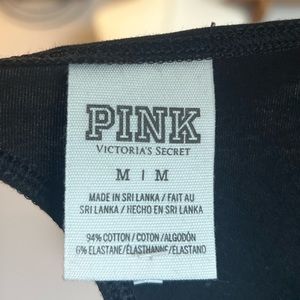 PINK
VICTORIA'S SECRET
M | M
MADE IN SRI LANKA / FAIT AU
SRI LANKA / HECHO EN SRI LANKA
94% COTTON / COTON / ALGODÓN
6% ELASTANE / ÉLASTHANNE / ELASTANO